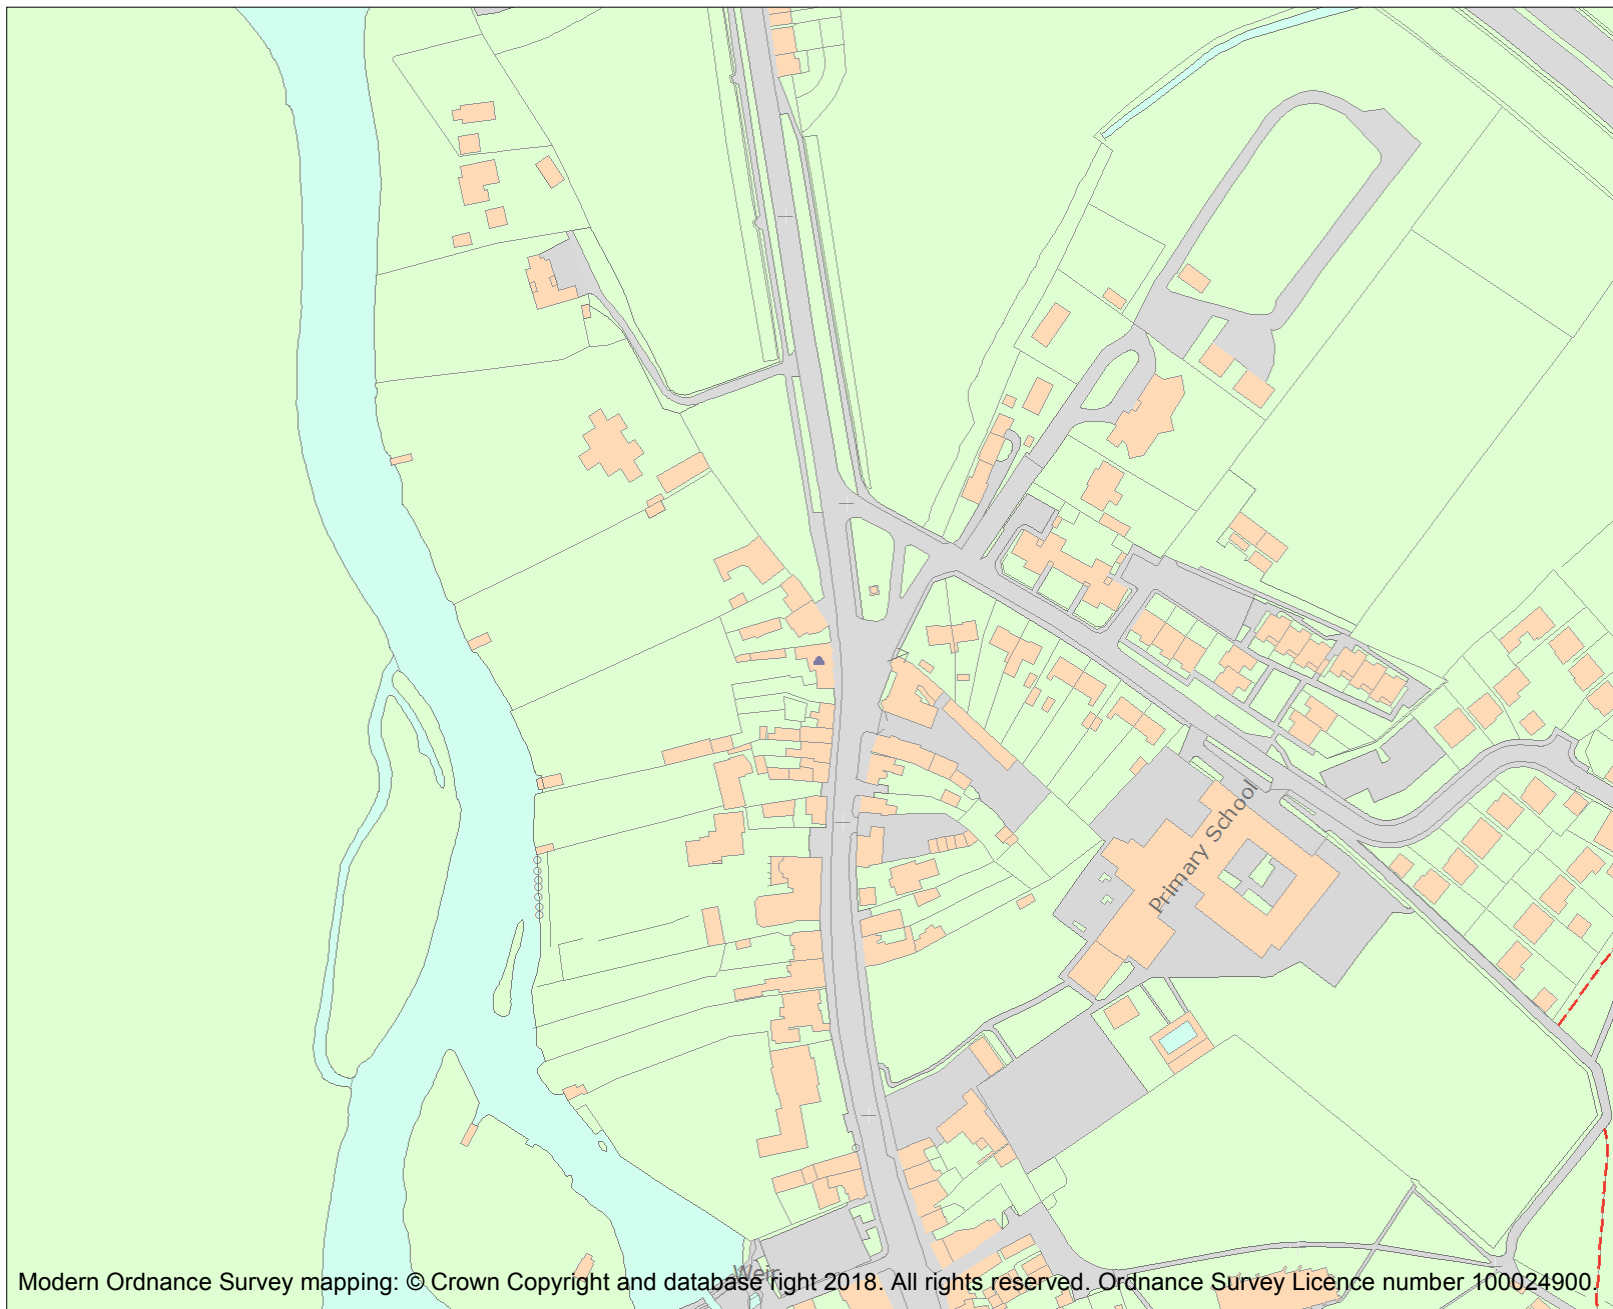 Primary School
Weir
Modern Ordnance Survey mapping: © Crown Copyright and database right 2018. All rights reserved. Ordnance Survey Licence number 100024900.